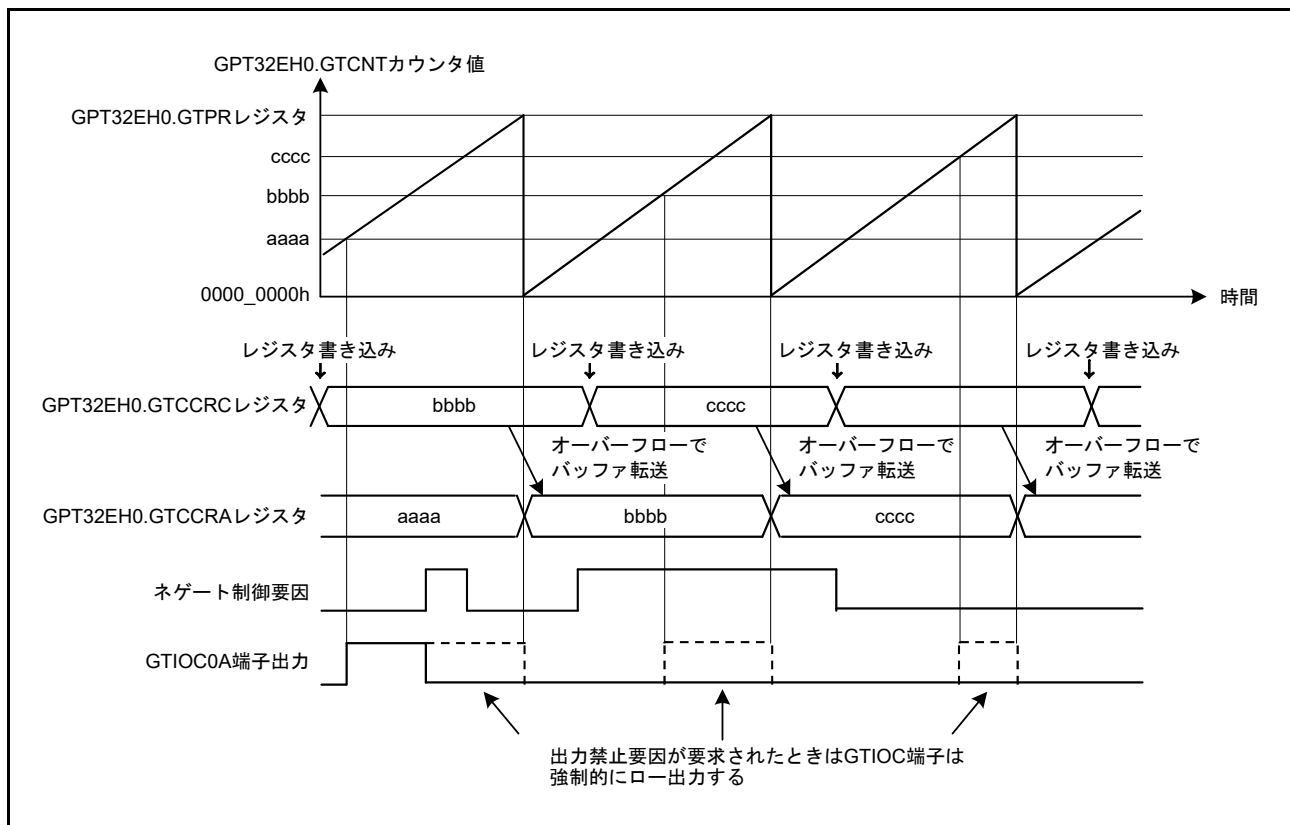 GPT32EH0.GTCNTカウンタ値
GPT32EH0.GTPRレジスタ
cccc
bbbb
aaaa
0000_0000h
時間
レジスタ書き込み
レジスタ書き込み
レジスタ書き込み
レジスタ書き込み
GPT32EH0.GTCCRCレジスタ
bbbb
cccc
オーバーフローで
バッファ転送
オーバーフローで
バッファ転送
オーバーフローで
バッファ転送
GPT32EH0.GTCCRAレジスタ
aaaa
bbbb
cccc
ネゲート制御要因
GTIOC0A端子出力
出力禁止要因が要求されたときはGTIOC端子は
強制的にロー出力する